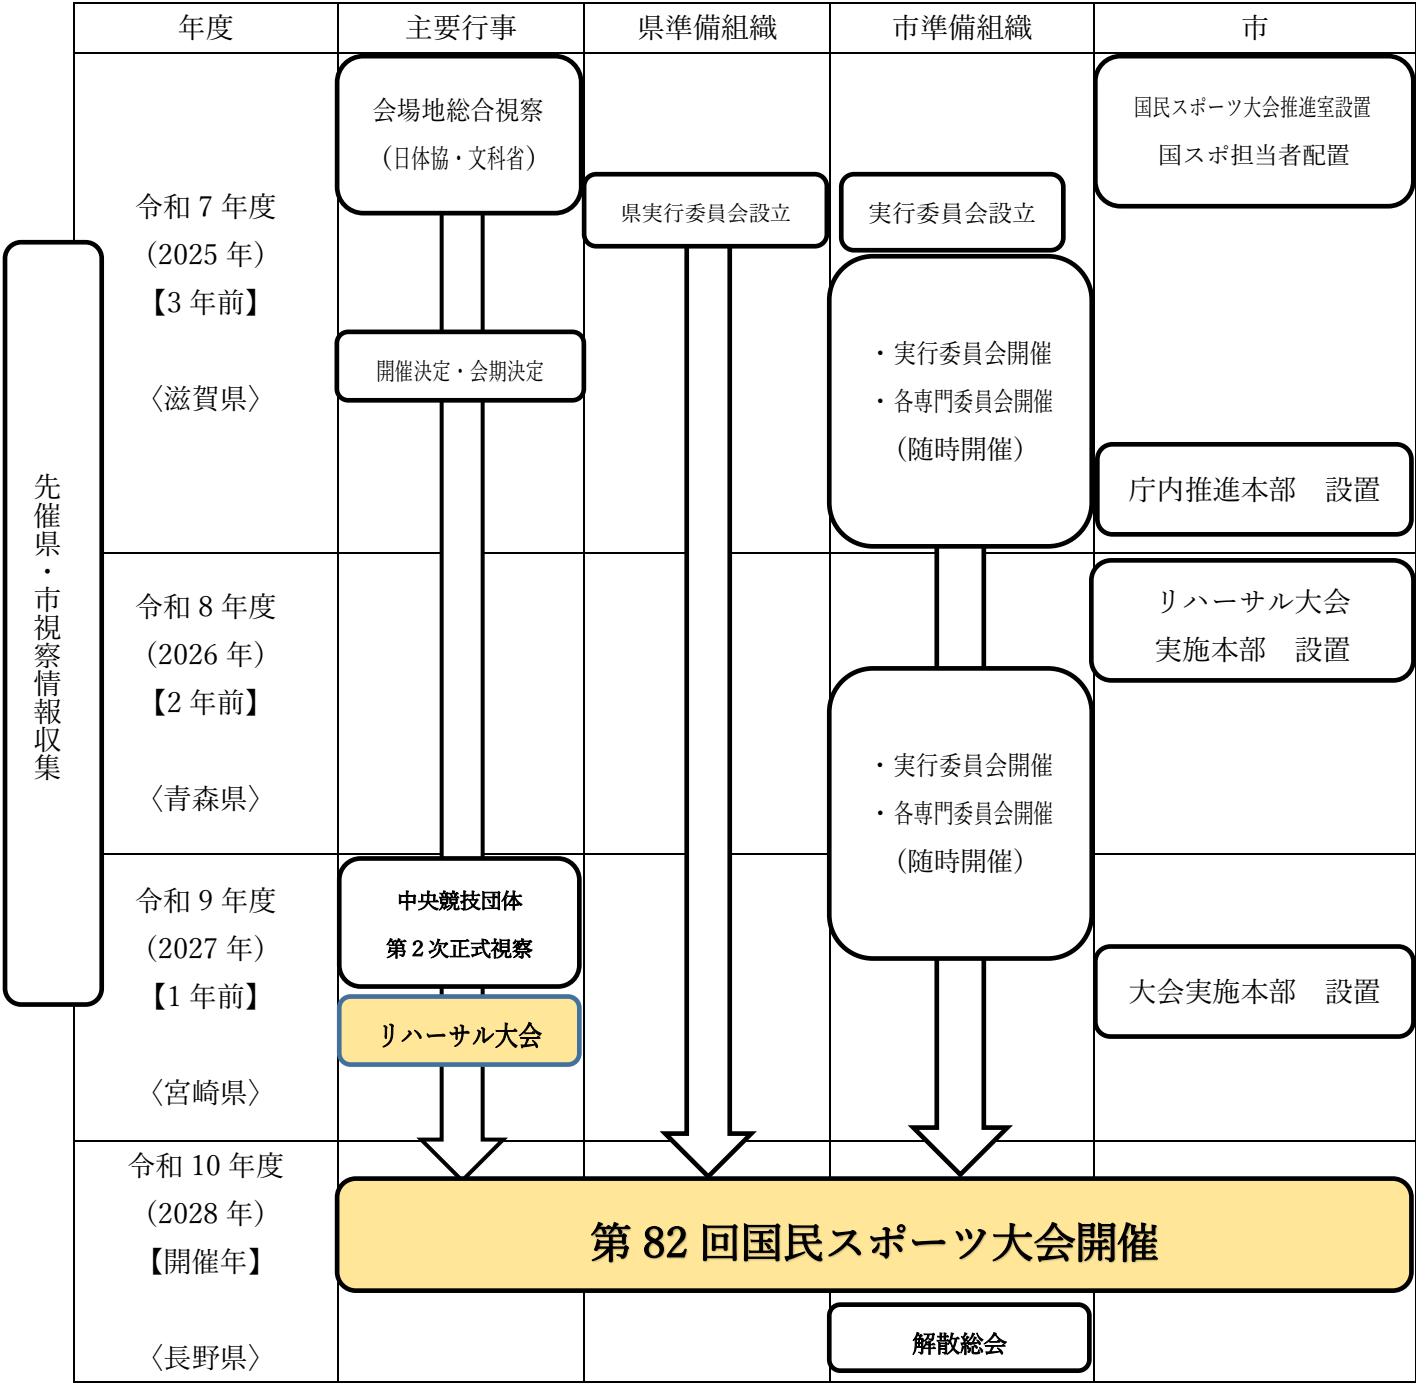 年度
主要行事
県準備組織
市準備組織
市
先催県・市視察情報収集
令和 7 年度
（2025 年）
【3 年前】
〈滋賀県〉
会場地総合視察
（日体協・文科省）
開催決定・会期決定
県実行委員会設立
実行委員会設立
・実行委員会開催
・各専門委員会開催
（随時開催）
国民スポーツ大会推進室設置
国スポ担当者配置
庁内推進本部　設置
令和 8 年度
（2026 年）
【2 年前】
〈青森県〉
・実行委員会開催
・各専門委員会開催
（随時開催）
リハーサル大会
実施本部　設置
令和 9 年度
（2027 年）
【1 年前】
〈宮崎県〉
中央競技団体
第２次正式視察
リハーサル大会
大会実施本部　設置
令和 10 年度
（2028 年）
【開催年】
〈長野県〉
第 82 回国民スポーツ大会開催
解散総会